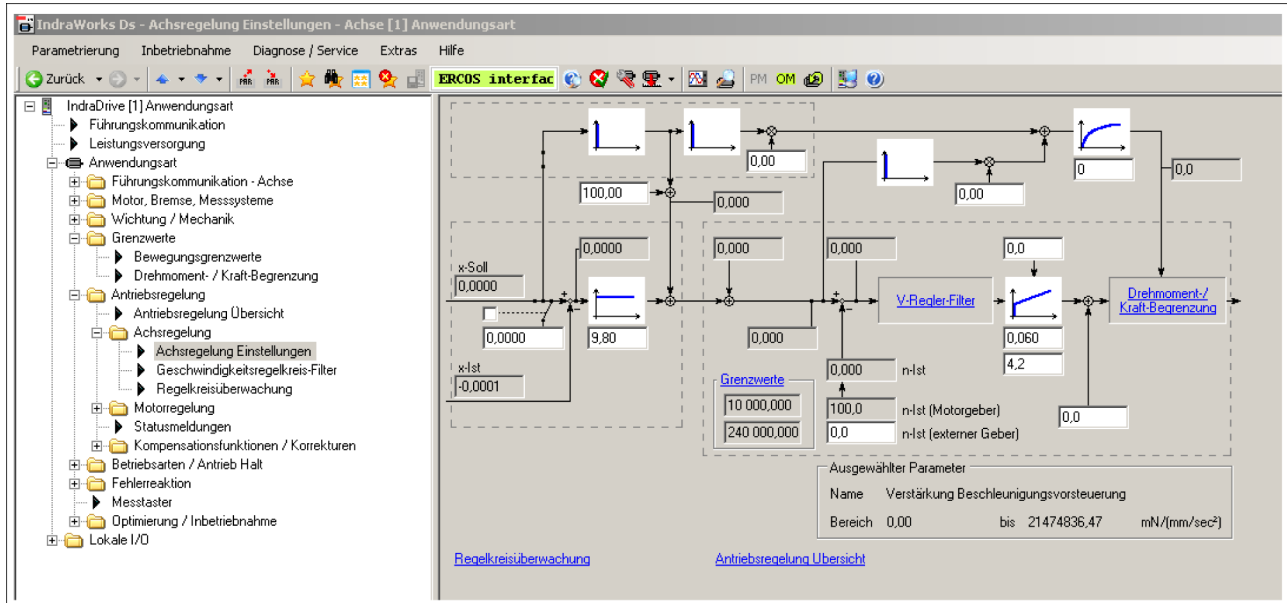 IndraWorks Ds - Achsregelung Einstellungen - Achse [1] Anwendungsart
Parametrierung Inbetriebnahme Diagnose / Service Extras Hilfe
Zurück PAR PAR ERCOS interfac PM OM
IndraDrive [1] Anwendungsart
Führungskommunikation
Leistungsversorgung
Anwendungsart
Führungskommunikation - Achse
Motor, Bremse, Messsysteme
Wichtung / Mechanik
Grenzwerte
Bewegungsgrenzwerte
Drehmoment- / Kraft-Begrenzung
Antriebsregelung
Antriebsregelung Übersicht
Achsregelung
Achsregelung Einstellungen
Geschwindigkeitsregelkreis-Filter
Regelkreisüberwachung
Motorregelung
Statusmeldungen
Kompensationsfunktionen / Korrekturen
Betriebsarten / Antrieb Halt
Fehlerreaktion
Messtaster
Optimierung / Inbetriebnahme
Lokale I/O
0,00
0
0,0
100,00
0,000
0,00
0,0000
0,000
0,000
0,0
x-Soll
0,0000
V-Regler-Filter
Drehmoment-/
Kraft-Begrenzung
0,0000
9,80
0,000
0,060
4,2
x-Ist
-0,0001
0,000 n-Ist
Grenzwerte
10 000,000
240 000,000
100,0 n-Ist (Motorgeber)
0,0 n-Ist (externer Geber)
0,0
Ausgewählter Parameter
Name Verstärkung Beschleunigungsvorsteuerung
Bereich 0,00 bis 21474836,47 mN/(mm/sec²)
Regelkreisüberwachung
Antriebsregelung Übersicht